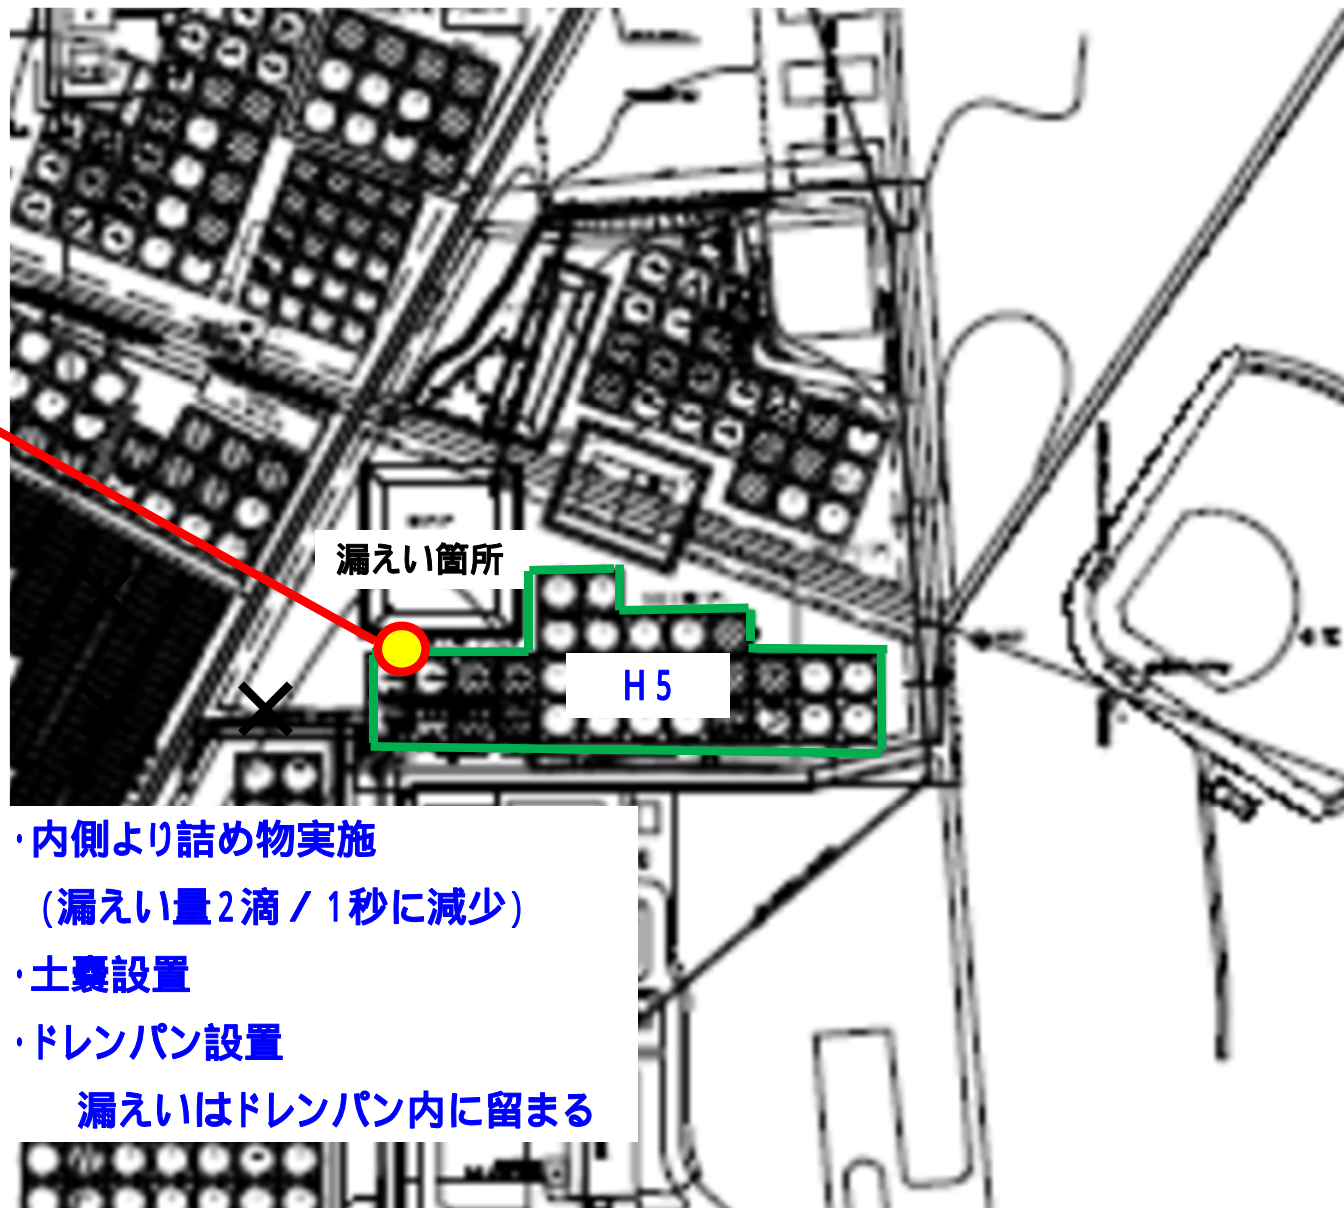 漏えい箇所
H5
･内側より詰め物実施
(漏えい量2滴/1秒に減少)
･土嚢設置
･ドレンパン設置
漏えいはドレンパン内に留まる